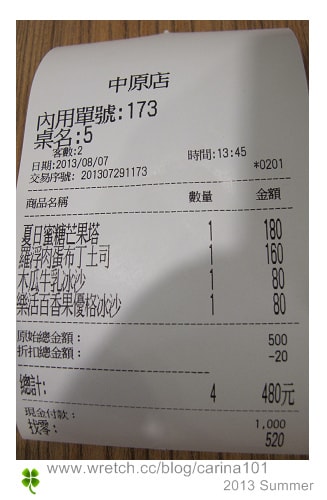 中原店
內用單號:173
桌名:5
客數:2
日期:2013/08/07 時間:13:45
交易序號: 201307291173 *0201
商品名稱 數量 金額
夏日蜜糖芒果塔 1 180
羅浮肉蛋布丁土司 1 160
木瓜牛乳冰沙 1 80
樂活百香果優格冰沙 1 80
原始總金額: 500
折扣總金額: -20
總計: 4 480元
現金付款: 1,000
找零: 520
www.wretch.cc/blog/carina101
2013 Summer